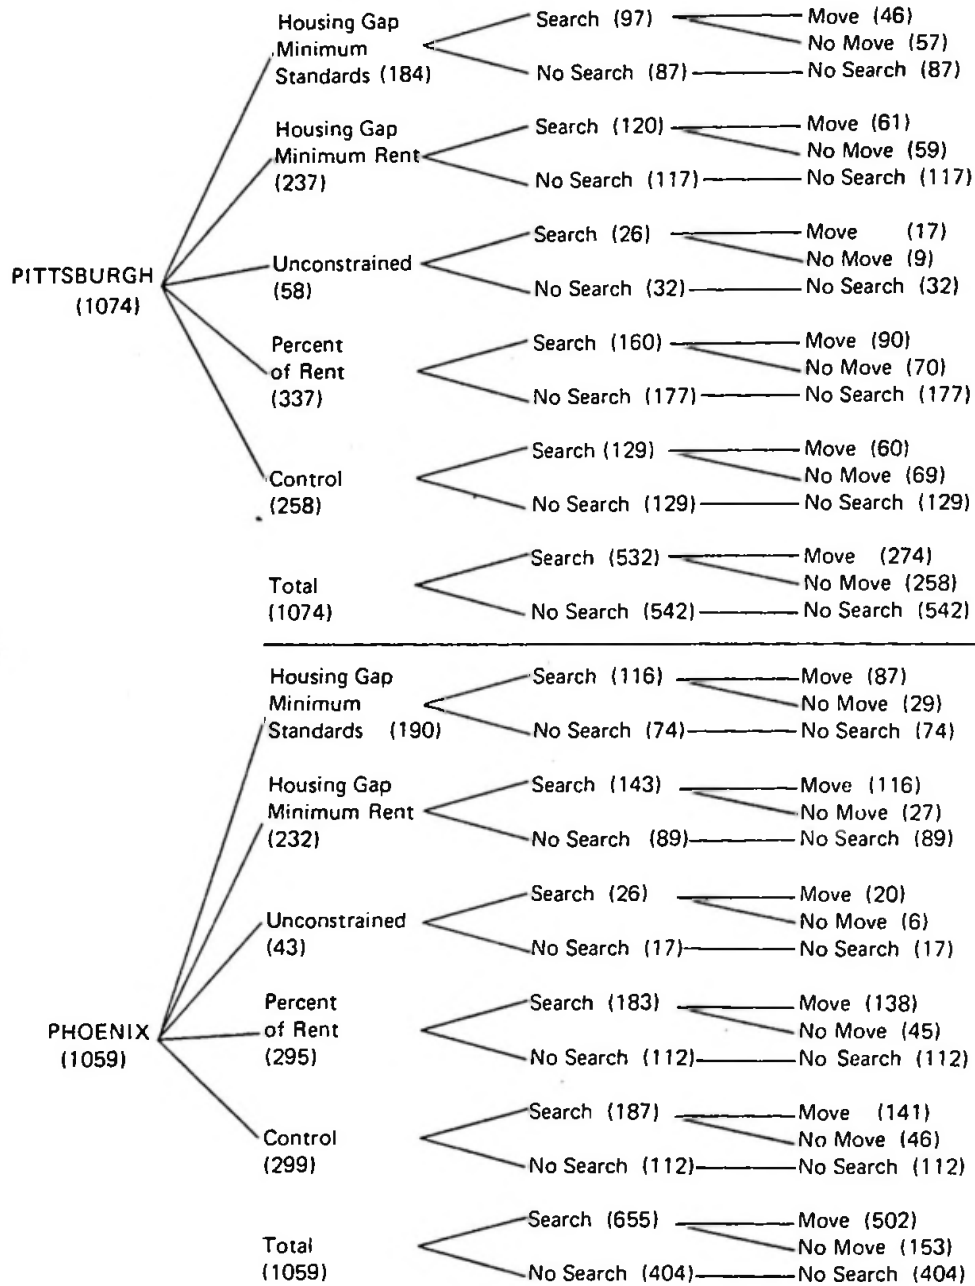 Housing Gap
Minimum
Standards (184)
Search (97)
Move (46)
No Move (57)
No Search (87)
No Search (87)
Housing Gap
Minimum Rent
(237)
Search (120)
Move (61)
No Move (59)
No Search (117)
No Search (117)
PITTSBURGH
(1074)
Unconstrained
(58)
Search (26)
Move (17)
No Move (9)
No Search (32)
No Search (32)
Percent
of Rent
(337)
Search (160)
Move (90)
No Move (70)
No Search (177)
No Search (177)
Control
(258)
Search (129)
Move (60)
No Move (69)
No Search (129)
No Search (129)
Total
(1074)
Search (532)
Move (274)
No Move (258)
No Search (542)
No Search (542)
Housing Gap
Minimum
Standards (190)
Search (116)
Move (87)
No Move (29)
No Search (74)
No Search (74)
Housing Gap
Minimum Rent
(232)
Search (143)
Move (116)
No Move (27)
No Search (89)
No Search (89)
Unconstrained
(43)
Search (26)
Move (20)
No Move (6)
No Search (17)
No Search (17)
PHOENIX
(1059)
Percent
of Rent
(295)
Search (183)
Move (138)
No Move (45)
No Search (112)
No Search (112)
Control
(299)
Search (187)
Move (141)
No Move (46)
No Search (112)
No Search (112)
Total
(1059)
Search (655)
Move (502)
No Move (153)
No Search (404)
No Search (404)